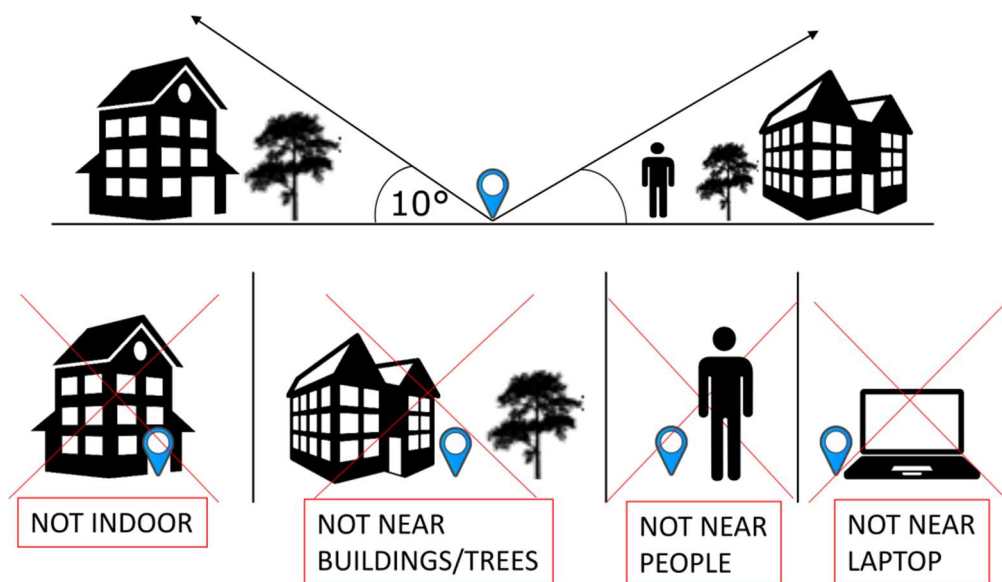 10°
NOT INDOOR
NOT NEAR
BUILDINGS/TREES
NOT NEAR
PEOPLE
NOT NEAR
LAPTOP